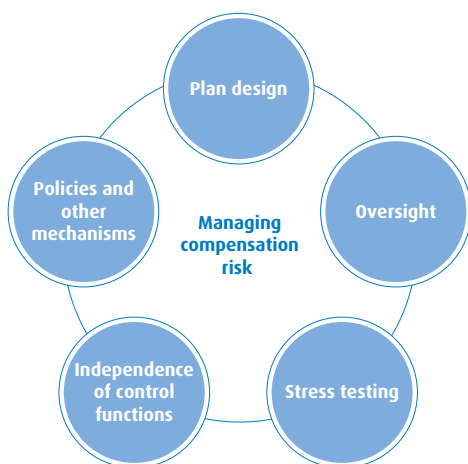 Plan design
Policies and
other
mechanisms
Managing
compensation
risk
Oversight
Independence
of control
functions
Stress testing